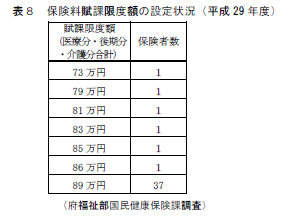 表８　保険料賦課限度額の設定状況（平成 29 年度）
賦課限度額
（医療分・後期分
・介護分合計）
保険者数
73 万円 1
79 万円 1
81 万円 1
83 万円 1
85 万円 1
86 万円 1
89 万円 37
（府福祉部国民健康保険課調査）